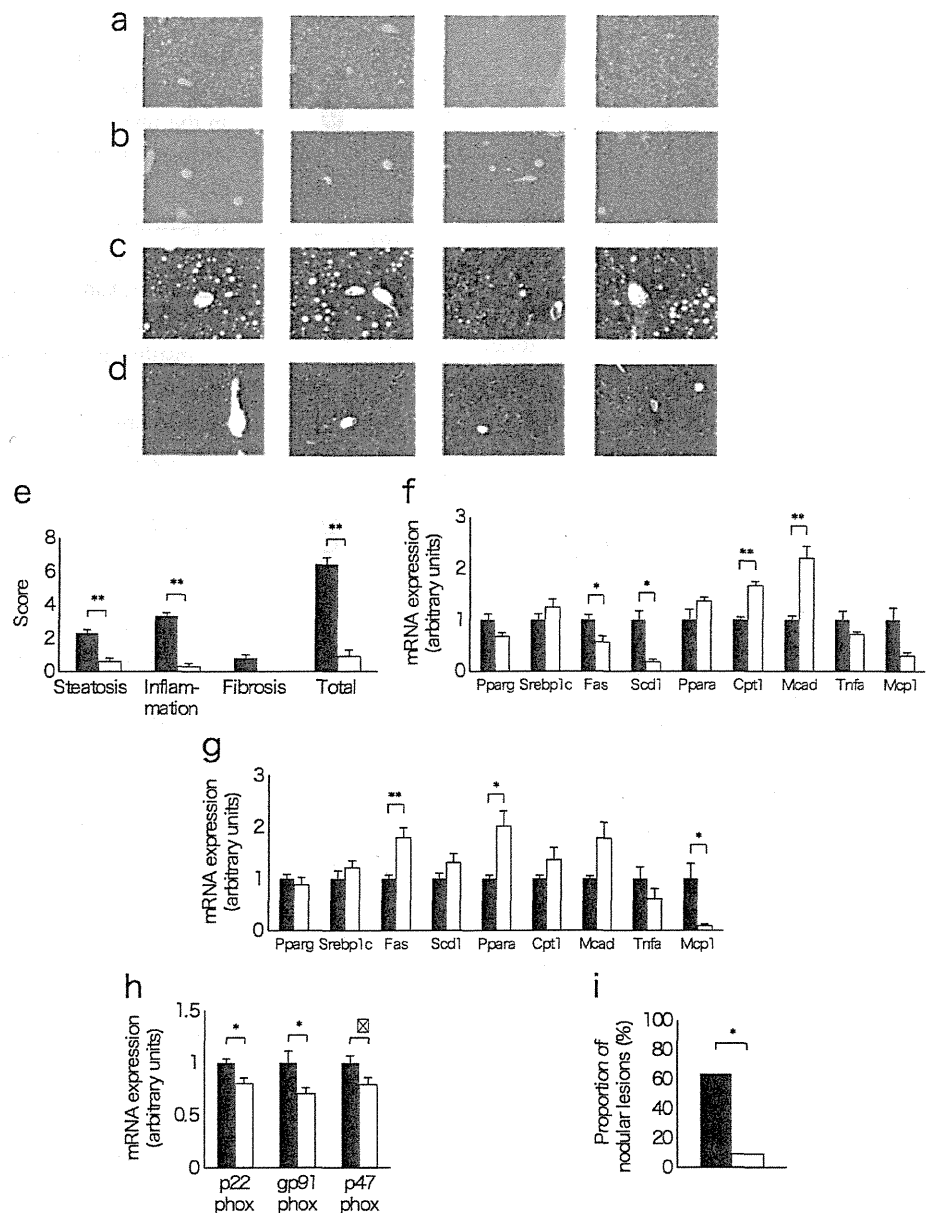 a
b
c
d
e
8
6
4
2
0
Score
**
**
**
Steatosis
Inflam-
mation
Fibrosis
Total
f
3
2
1
0
mRNA expression
(arbitrary units)
*
*
**
**
Pparg Srebp1c Fas Scd1 Ppara Cpt1 Mcad Tnfa Mcp1
g
3
2
1
0
mRNA expression
(arbitrary units)
**
*
*
Pparg Srebp1c Fas Scd1 Ppara Cpt1 Mcad Tnfa Mcp1
h
1.5
1
0.5
0
mRNA expression
(arbitrary units)
*
*
p22
phox
gp91
phox
p47
phox
i
100
80
60
40
20
0
Proportion of
nodular lesions (%)
*